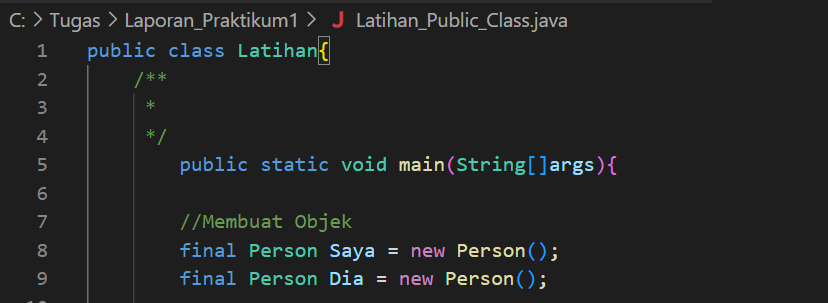 C: > Tugas > Laporan_Praktikum1 > J Latihan_Public_Class.java
1 public class Latihan{
2 /**
3 *
4 */
5 public static void main(String[]args){
6
7 //Membuat Objek
8 final Person Saya = new Person();
9 final Person Dia = new Person();